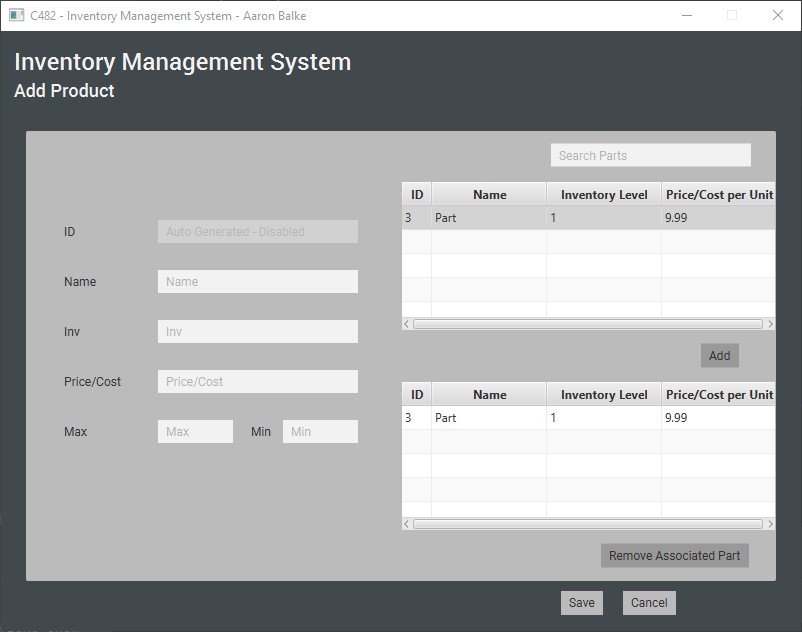 C482 - Inventory Management System - Aaron Balke
Inventory Management System
Add Product
Search Parts
ID Name Inventory Level Price/Cost per Unit
3 Part 1 9.99
ID Auto Generated - Disabled
Name Name
Inv Inv
Price/Cost Price/Cost
Max Max Min Min
Add
ID Name Inventory Level Price/Cost per Unit
3 Part 1 9.99
Remove Associated Part
Save Cancel